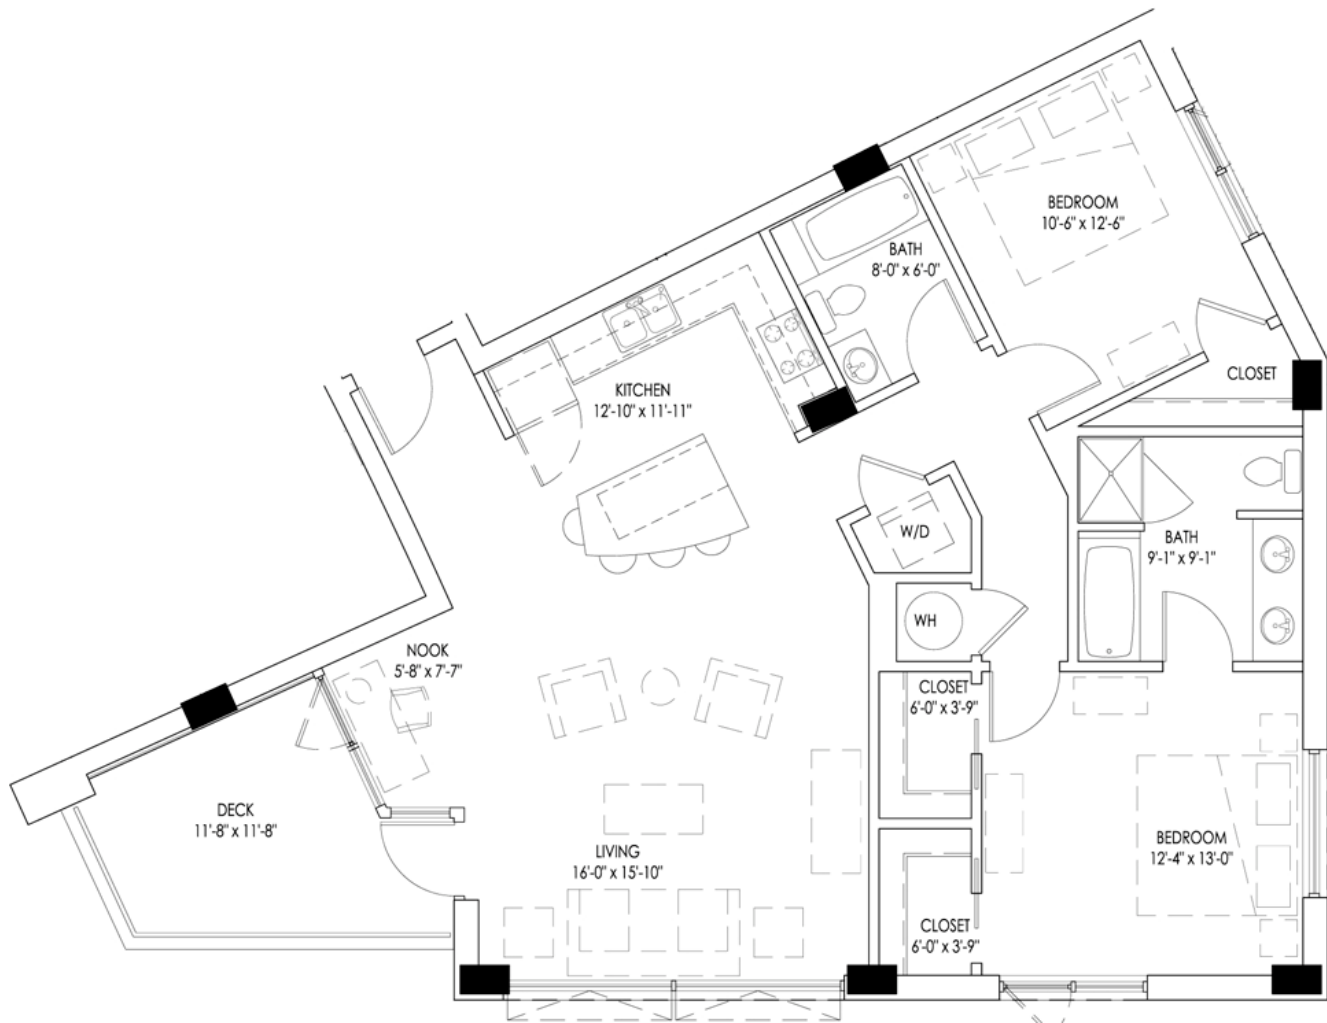 BEDROOM
10'-6" x 12'-6"
BATH
8'-0" x 6'-0"
KITCHEN
12'-10" x 11'-11"
CLOSET
W/D
BATH
9'-1" x 9'-1"
WH
NOOK
5'-8" x 7'-7"
CLOSET
6'-0" x 3'-9"
DECK
11'-8" x 11'-8"
LIVING
16'-0" x 15'-10"
BEDROOM
12'-4" x 13'-0"
CLOSET
6'-0" x 3'-9"